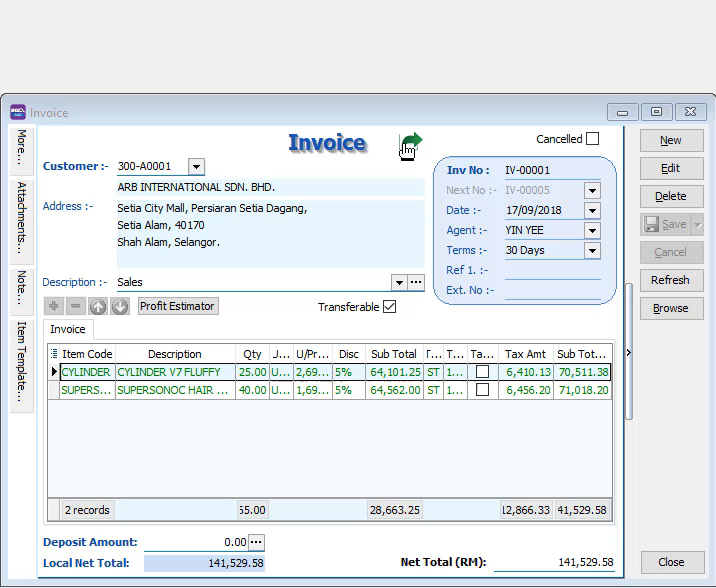 Invoice
Invoice
Cancelled
More...
Attachments...
Note...
Item Template...
Customer :- 300-A0001
ARB INTERNATIONAL SDN. BHD.
Address :- Setia City Mall, Persiaran Setia Dagang,
Setia Alam, 40170
Shah Alam, Selangor.
Description :- Sales
Inv No : IV-00001
Next No :- IV-00005
Date :- 17/09/2018
Agent :- YIN YEE
Terms :- 30 Days
Ref 1. :-
Ext. No :-
Profit Estimator
Transferable
Invoice
Item Code Description Qty J... U/Pr... Disc Sub Total T... T... Ta... Tax Amt Sub Tot...
CYLINDER CYLINDER V7 FLUFFY 25.00 U... 2,69... 5% 64,101.25 ST 1... 6,410.13 70,511.38
SUPERS... SUPERSONOC HAIR ... 40.00 U... 1,69... 5% 64,562.00 ST 1... 6,456.20 71,018.20
2 records 65.00 28,663.25 12,866.33 41,529.58
Deposit Amount: 0.00
Local Net Total: 141,529.58
Net Total (RM): 141,529.58
New
Edit
Delete
Save
Cancel
Refresh
Browse
Close